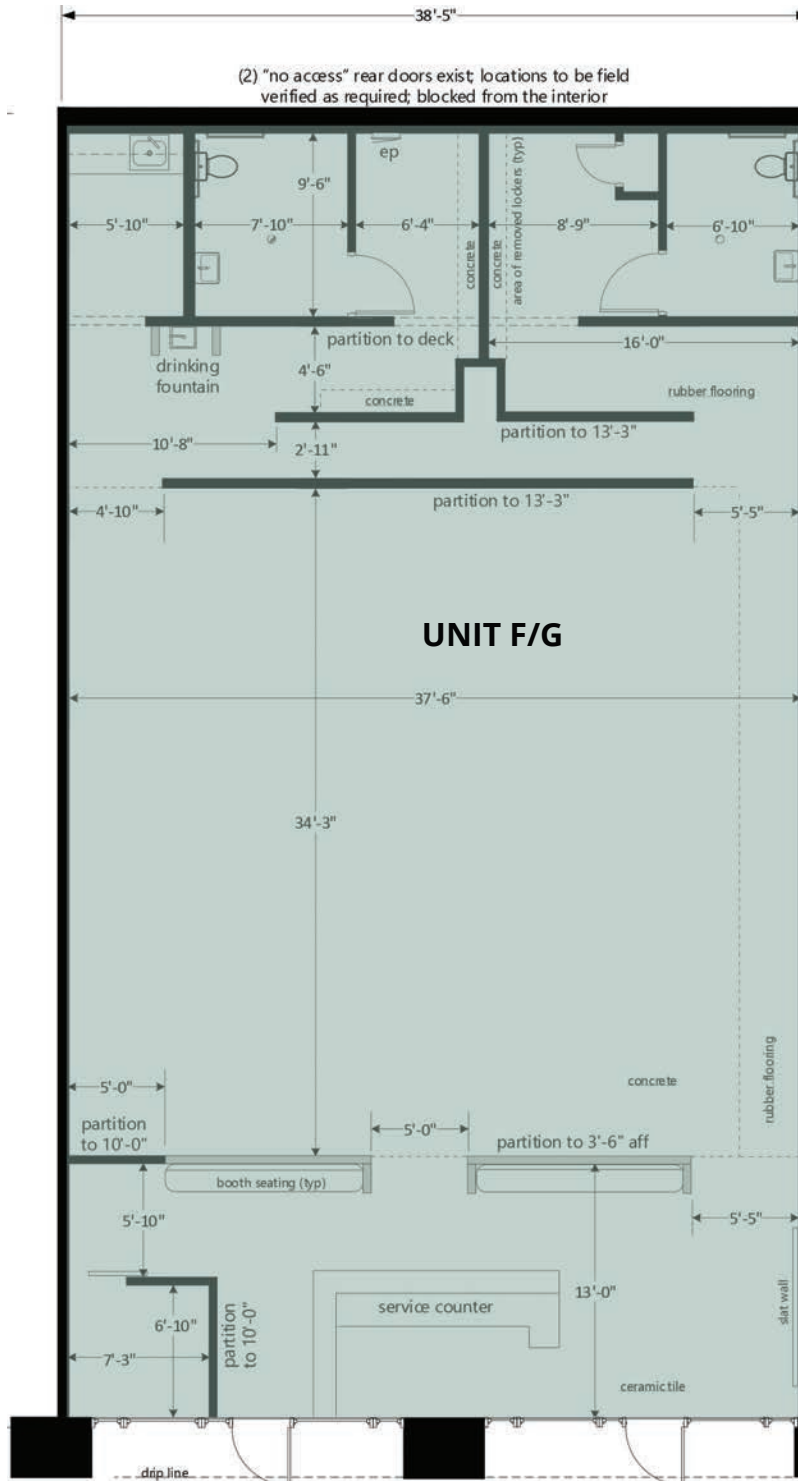 38'-5"
(2) "no access" rear doors exist; locations to be field
verified as required; blocked from the interior
ep
9'-6"
5'-10"
7'-10"
6'-4"
8'-9"
6'-10"
concrete
concrete
area of removed lockers (typ)
partition to deck
16'-0"
drinking
fountain
4'-6"
concrete
rubber flooring
10'-8"
2'-11"
partition to 13'-3"
4'-10"
partition to 13'-3"
5'-5"
UNIT F/G
37'-6"
34'-3"
concrete
rubber flooring
5'-0"
partition
to 10'-0"
5'-0"
partition to 3'-6" aff
booth seating (typ)
5'-10"
5'-5"
13'-0"
service counter
slat wall
6'-10"
partition
to 10'-0"
7'-3"
ceramic tile
drip line